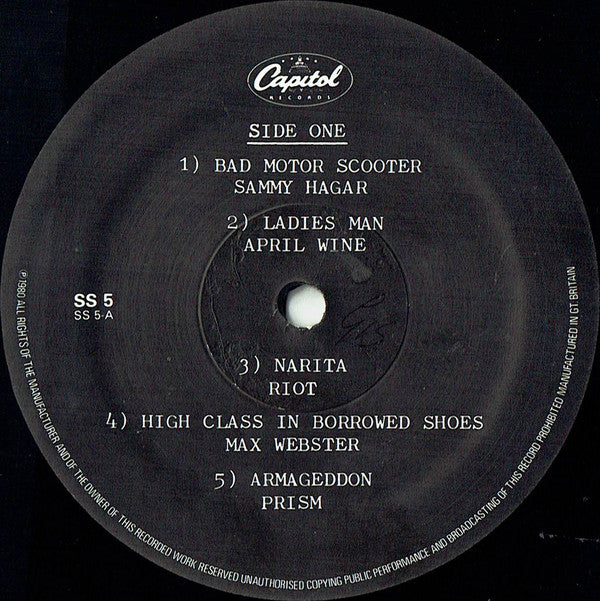 Capitol
RECORDS
SIDE ONE
1) BAD MOTOR SCOOTER
SAMMY HAGAR
2) LADIES MAN
APRIL WINE
SS 5
SS 5-A
3) NARITA
RIOT
4) HIGH CLASS IN BORROWED SHOES
MAX WEBSTER
5) ARMAGEDDON
PRISM
℗ 1980 ALL RIGHTS OF THE MANUFACTURER AND OF THE OWNER OF THIS RECORDED WORK RESERVED UNAUTHORISED COPYING PUBLIC PERFORMANCE AND BROADCASTING OF THIS RECORD PROHIBITED MANUFACTURED IN GT. BRITAIN